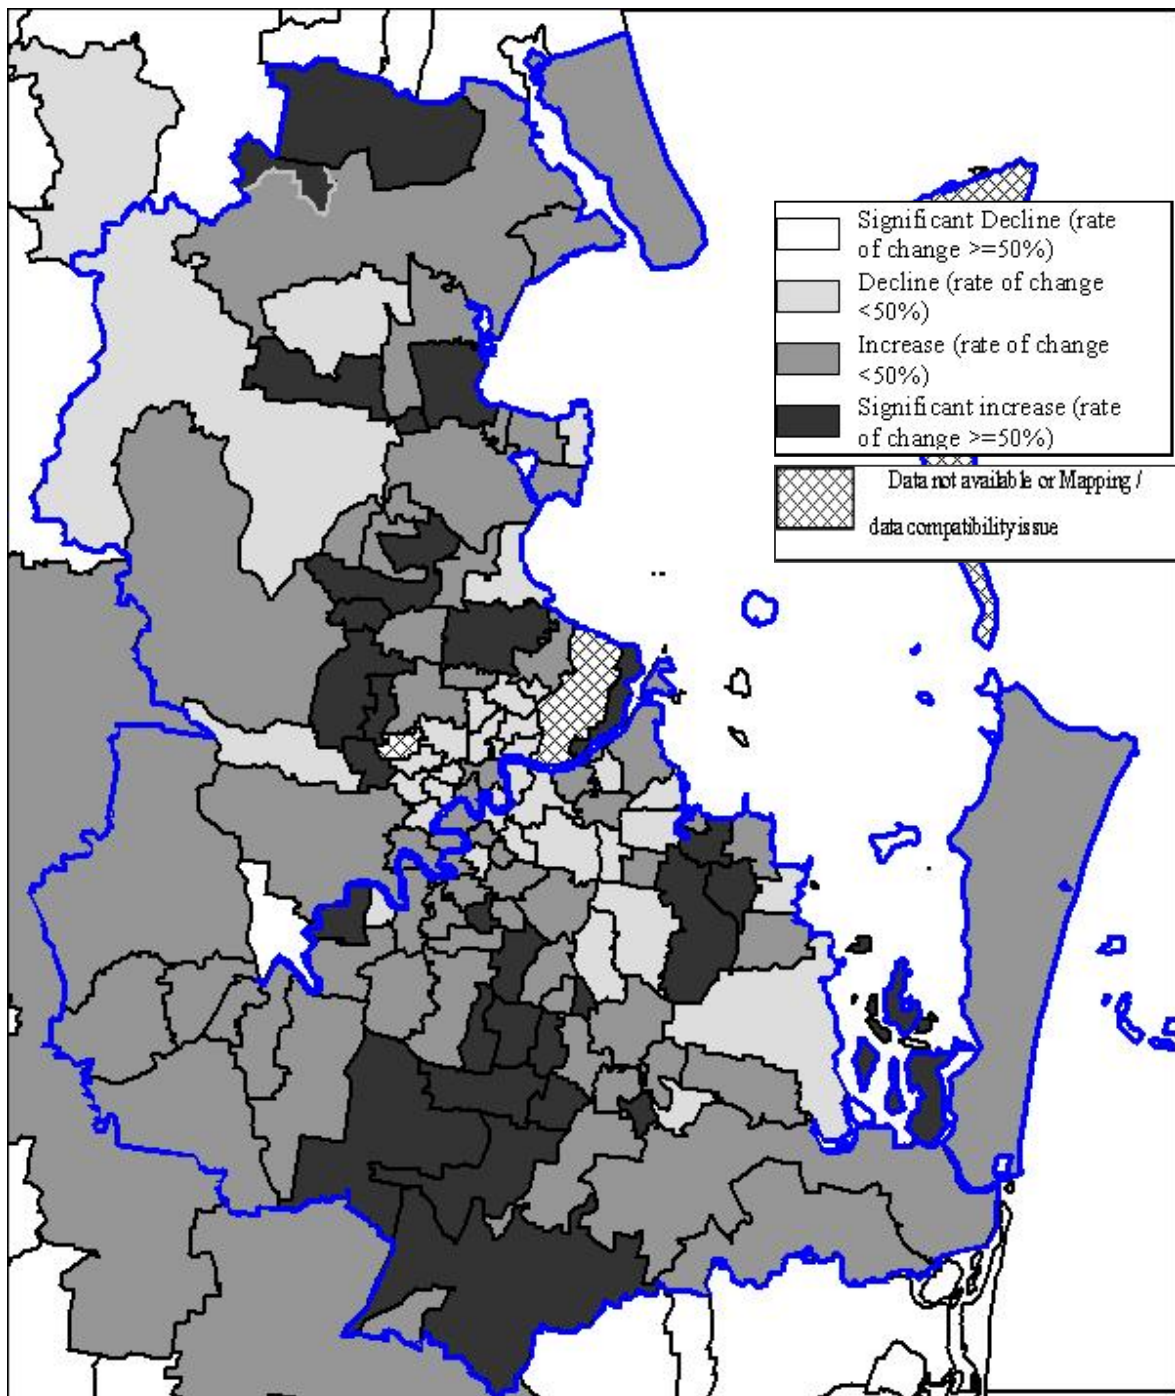 Significant Decline (rate
of change >=50%)
Decline (rate of change
<50%)
Increase (rate of change
<50%)
Significant increase (rate
of change >=50%)
Data not available or Mapping /
data compatibility issue